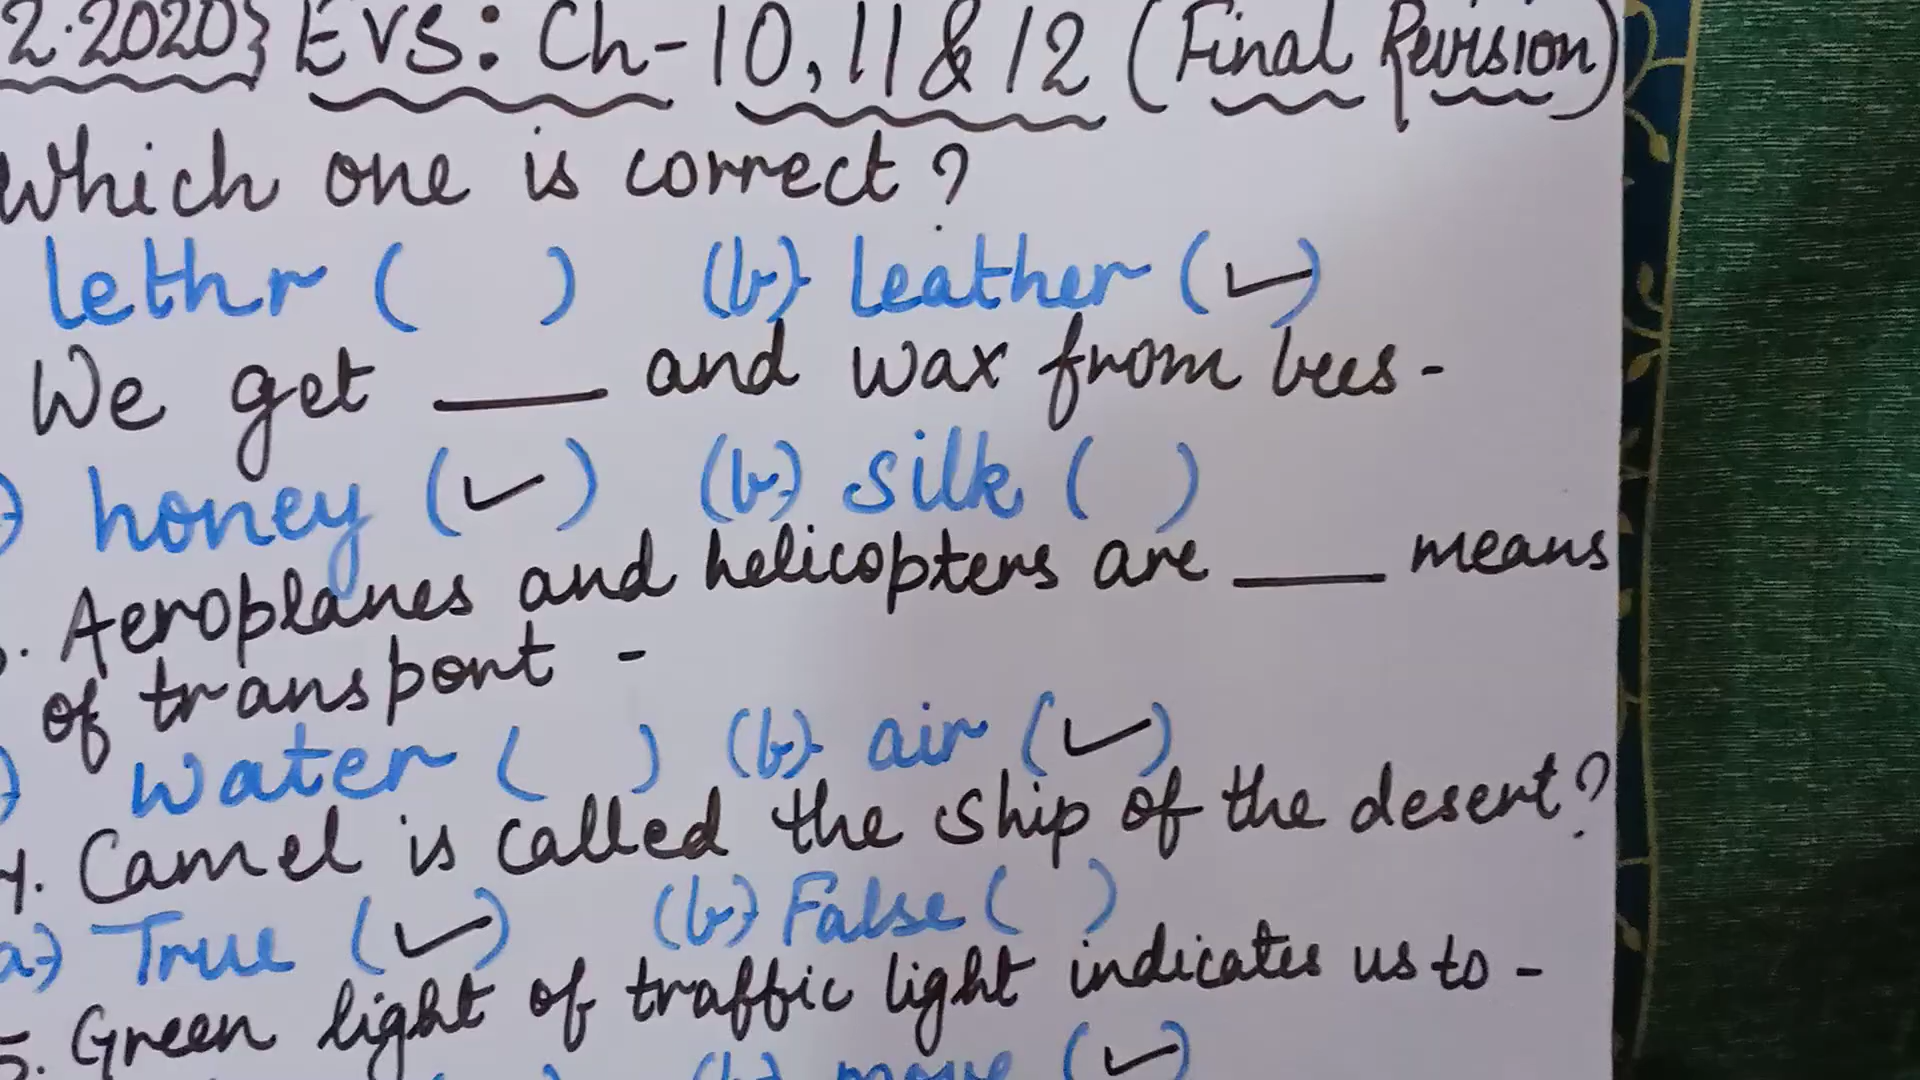 2.2020} EVS: Ch-10, 11 & 12 (Final Revision)
Which one is correct?
lethr ( ) (b) leather (✓)
We get ___ and wax from bees-
) honey (✓) (b) silk ( )
. Aeroplanes and helicopters are ___ means
of transport -
) water ( ) (b) air (✓)
4. Camel is called the ship of the desert?
a) True (✓) (b) False ( )
5. Green light of traffic light indicates us to -
(b) move (✓)